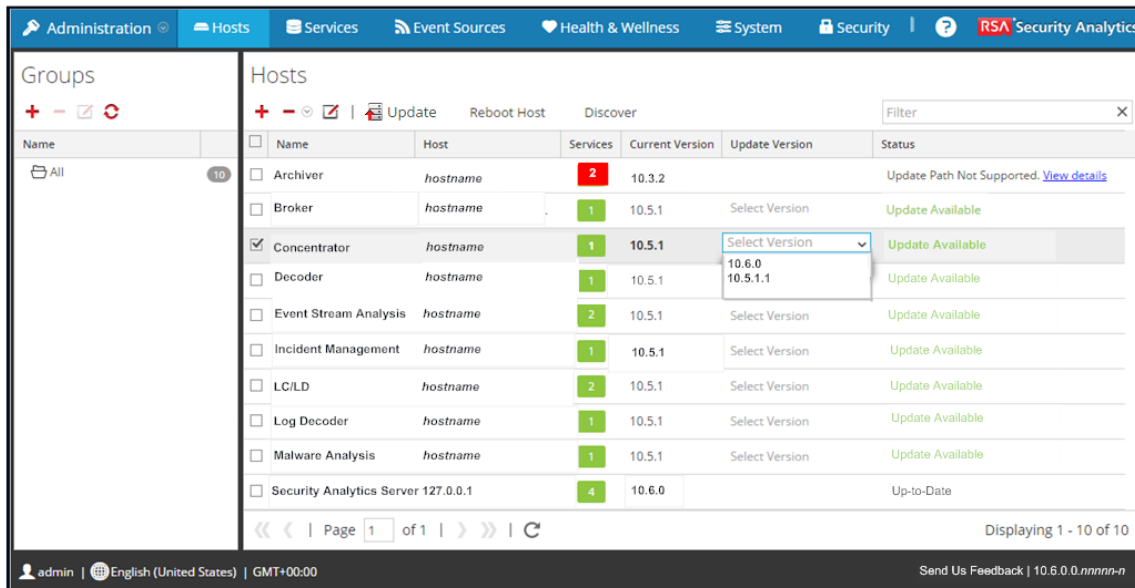 Administration Hosts Services Event Sources Health & Wellness System Security ? RSA Security Analytics
Groups
Name
All 10
Hosts
Update Reboot Host Discover Filter
Name Host Services Current Version Update Version Status
Archiver hostname 2 10.3.2 Update Path Not Supported. View details
Broker hostname 1 10.5.1 Select Version Update Available
Concentrator hostname 1 10.5.1 Select Version Update Available
10.6.0
10.5.1.1
Decoder hostname 1 10.5.1 Update Available
Event Stream Analysis hostname 2 10.5.1 Select Version Update Available
Incident Management hostname 1 10.5.1 Select Version Update Available
LC/LD hostname 2 10.5.1 Select Version Update Available
Log Decoder hostname 1 10.5.1 Select Version Update Available
Malware Analysis hostname 1 10.5.1 Select Version Update Available
Security Analytics Server 127.0.0.1 4 10.6.0 Up-to-Date
Page 1 of 1 Displaying 1 - 10 of 10
admin | English (United States) | GMT+00:00 Send Us Feedback | 10.6.0.0.nnnnn-n